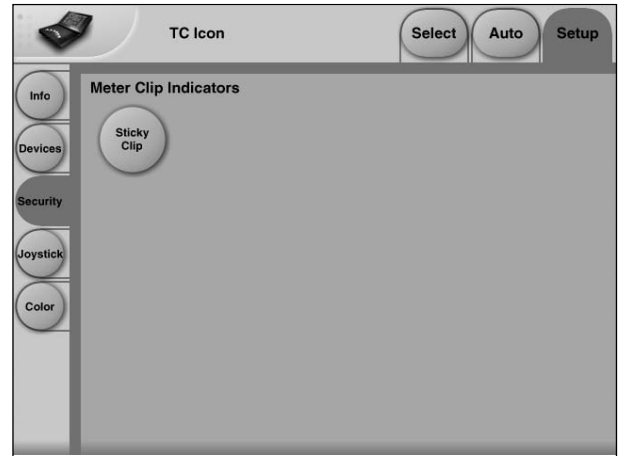 TC Icon
Select
Auto
Setup
Info
Devices
Security
Joystick
Color
Meter Clip Indicators
Sticky
Clip